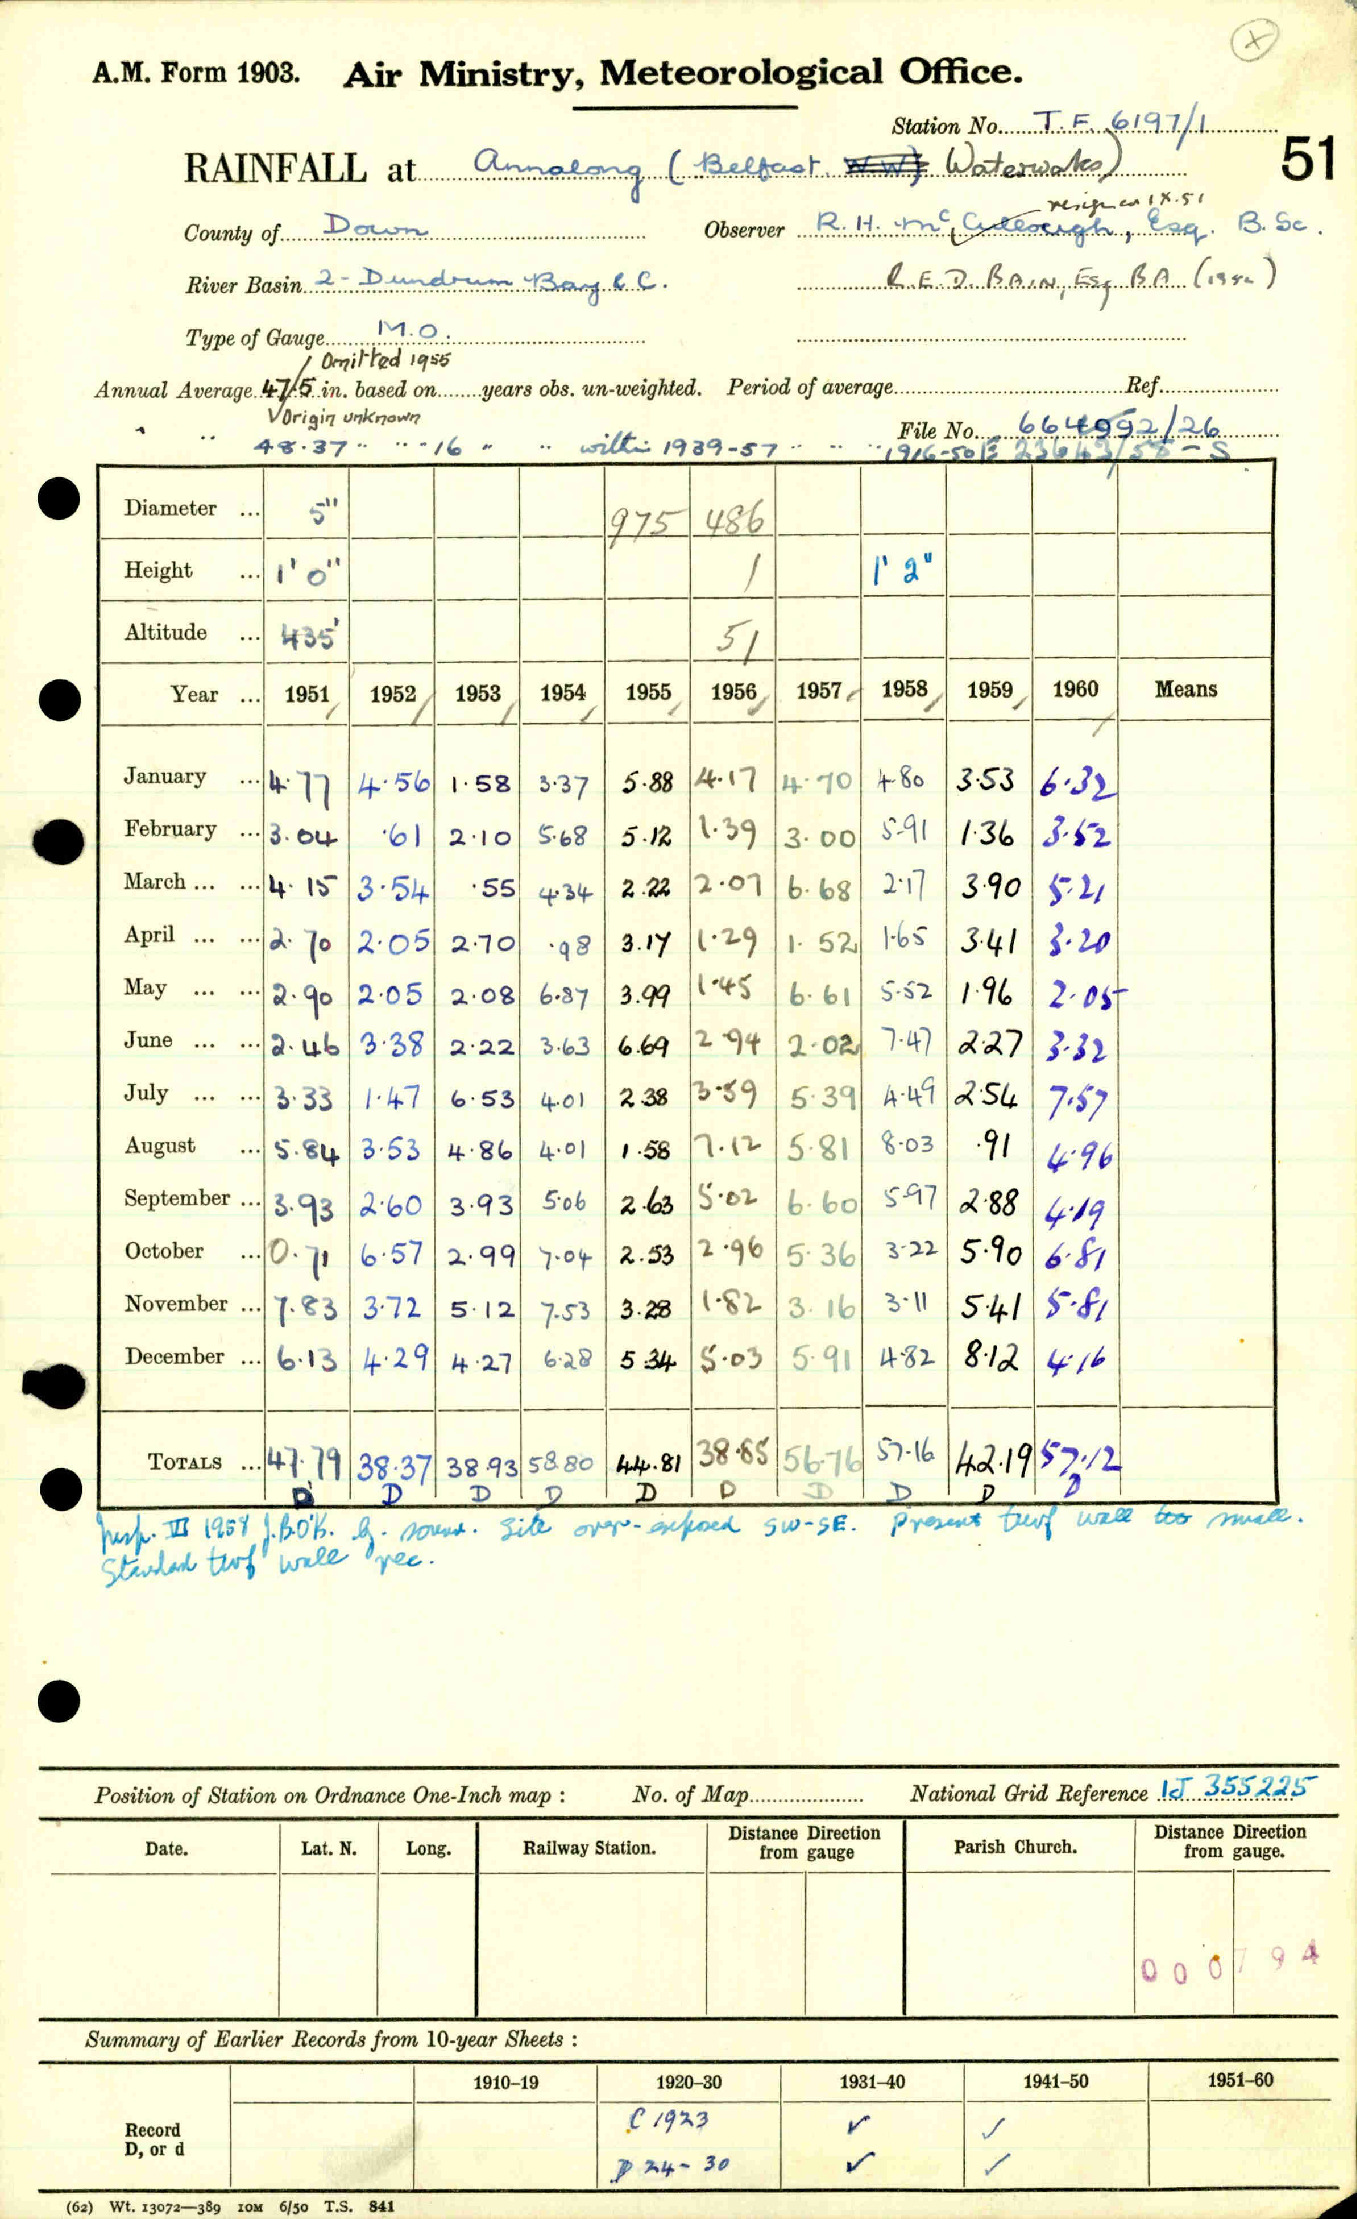 A.M. Form 1903. Air Ministry, Meteorological Office.
Station No. T.F. 6197/1
RAINFALL at Annalong (Belfast W W) Waterworks)
51
resign on 1X.51
County of Down Observer R. H. McCullough, Esq. B. Sc.
River Basin 2 - Dundrum Bay &C. R.E.D. BAIN, Esq BA (1952)
Type of Gauge M.O.
Omitted 1955
Annual Average 47.5 in. based on years obs. un-weighted. Period of average Ref.
Origin unknown
File No. 664992/26
" " 48.37 " " " 16 " " within 1939-57 " " " 1916-50 E 23643/58-S
Diameter ... 5" 975 486
Height ... 1' 0" 1 1' 2"
Altitude ... 435' 51
Year ... 1951 1952 1953 1954 1955 1956 1957 1958 1959 1960 Means
January ... 4.77 4.56 1.58 3.37 5.88 4.17 4.70 4.80 3.53 6.32
February ... 3.04 .61 2.10 5.68 5.12 1.39 3.00 5.91 1.36 3.52
March ... ... 4.15 3.54 .55 4.34 2.22 2.07 6.68 2.17 3.90 5.21
April ... ... 2.70 2.05 2.70 .98 3.17 1.29 1.52 1.65 3.41 3.20
May ... ... 2.90 2.05 2.08 6.87 3.99 1.45 6.61 5.52 1.96 2.05
June ... ... 2.46 3.38 2.22 3.63 6.69 2.94 2.02 7.47 2.27 3.32
July ... ... 3.33 1.47 6.53 4.01 2.38 3.59 5.39 4.49 2.54 7.57
August ... 5.84 3.53 4.86 4.01 1.58 7.12 5.81 8.03 .91 4.96
September ... 3.93 2.60 3.93 5.06 2.63 5.02 6.60 5.97 2.88 4.19
October ... 0.71 6.57 2.99 7.04 2.53 2.96 5.36 3.22 5.90 6.81
November ... 7.83 3.72 5.12 7.53 3.28 1.82 3.16 3.11 5.41 5.81
December ... 6.13 4.29 4.27 6.28 5.34 5.03 5.91 4.82 8.12 4.16
TOTALS ... 47.79 38.37 38.93 58.80 44.81 38.85 56.76 57.16 42.19 57.12
D D D D D D D D D D
Insp. III 1958 J.B.O'B. G. sound. Site over-exposed SW-SE. Present turf wall too small.
Standard turf wall rec.
Position of Station on Ordnance One-Inch map : No. of Map National Grid Reference IJ 355225
Date. Lat. N. Long. Railway Station. Distance Direction from gauge Parish Church. Distance Direction from gauge.
000794
Summary of Earlier Records from 10-year Sheets :
1910-19 1920-30 1931-40 1941-50 1951-60
Record C 1923 ✓ ✓
D, or d D 24-30 ✓ ✓
(62) Wt. 13072—389 10M 6/50 T.S. 841